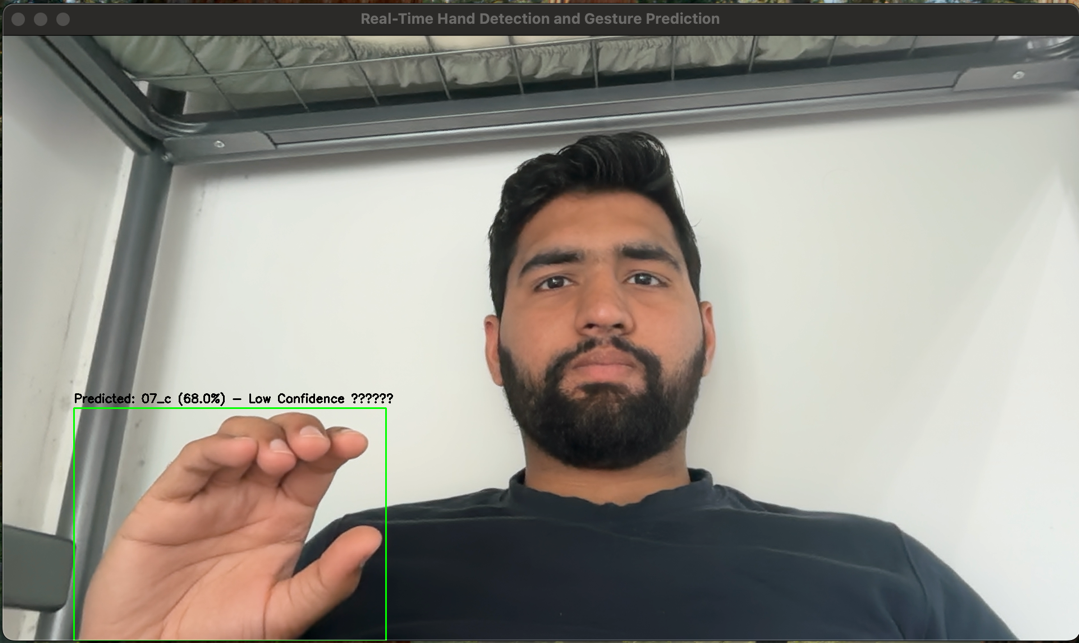 Real-Time Hand Detection and Gesture Prediction
Predicted: 07_c (68.0%) – Low Confidence ??????